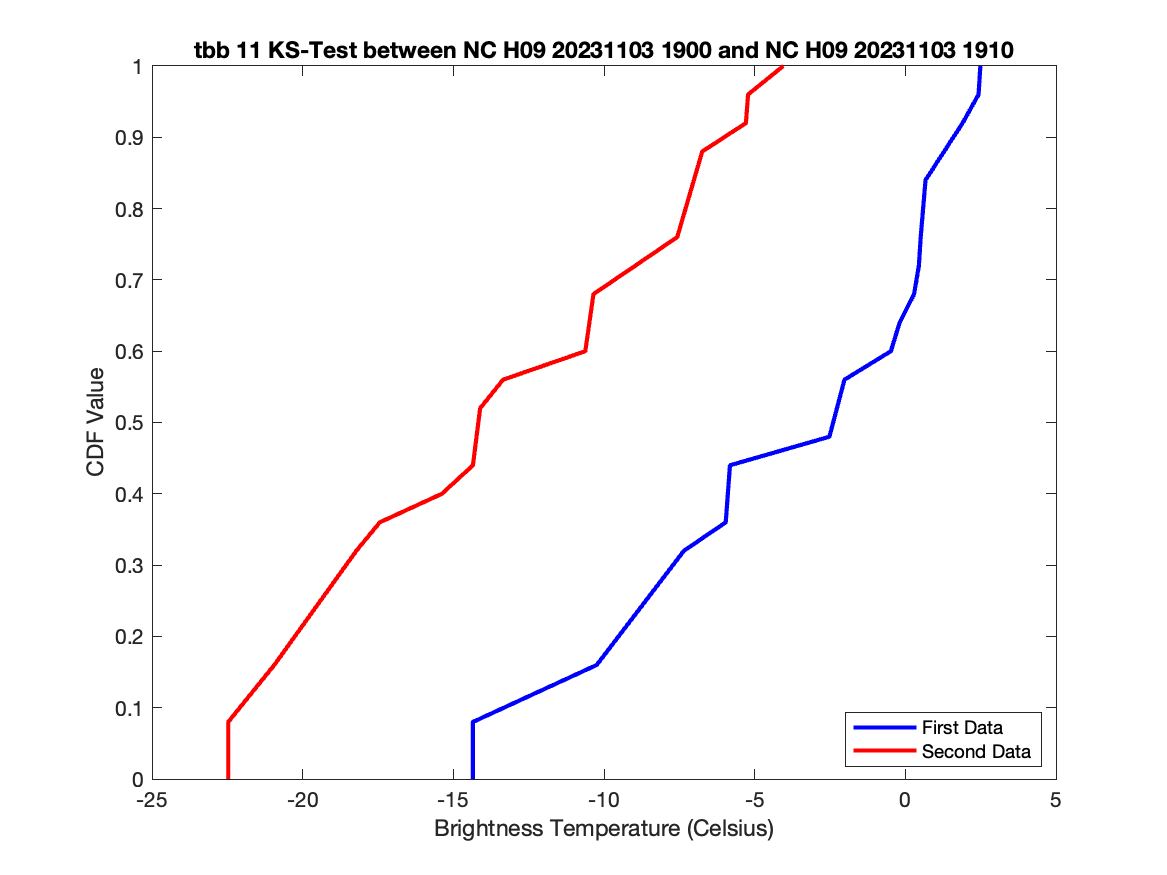 tbb 11 KS-Test between NC H09 20231103 1900 and NC H09 20231103 1910
1
0.9
0.8
0.7
0.6
0.5
0.4
0.3
0.2
0.1
0
CDF Value
First Data
Second Data
-25 -20 -15 -10 -5 0 5
Brightness Temperature (Celsius)